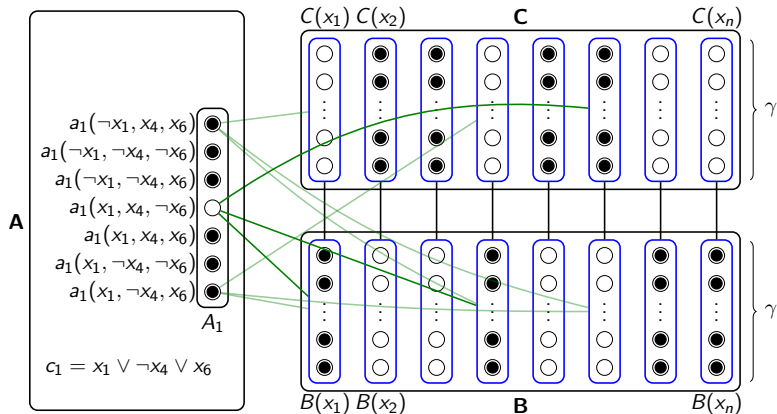 C(x₁) C(x₂) C C(xₙ)
γ
a₁(¬x₁, x₄, x₆)
a₁(¬x₁, ¬x₄, ¬x₆)
a₁(¬x₁, ¬x₄, x₆)
A a₁(x₁, x₄, ¬x₆)
a₁(x₁, x₄, x₆)
a₁(x₁, ¬x₄, ¬x₆)
a₁(x₁, ¬x₄, x₆)
A₁
γ
c₁ = x₁ ∨ ¬x₄ ∨ x₆
B(x₁) B(x₂) B B(xₙ)